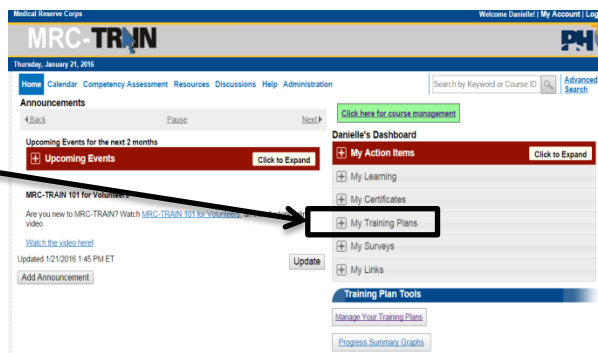 Medical Reserve Corps
Welcome Danielle! | My Account | Log
MRC-TRAIN
PH
Thursday, January 21, 2016
Home Calendar Competency Assessment Resources Discussions Help Administration
Search by Keyword or Course ID
Advanced Search
Announcements
Back Pause Next
Click here for course management
Upcoming Events for the next 2 months
Upcoming Events Click to Expand
Danielle's Dashboard
My Action Items Click to Expand
My Learning
My Certificates
My Training Plans
My Surveys
My Links
MRC-TRAIN 101 for Volunteers
Are you new to MRC-TRAIN? Watch MRC-TRAIN 101 for Volunteers,
video.
Watch the video here!
Updated 1/21/2016 1:45 PM ET
Update
Add Announcement
Training Plan Tools
Manage Your Training Plans
Progress Summary Graphs